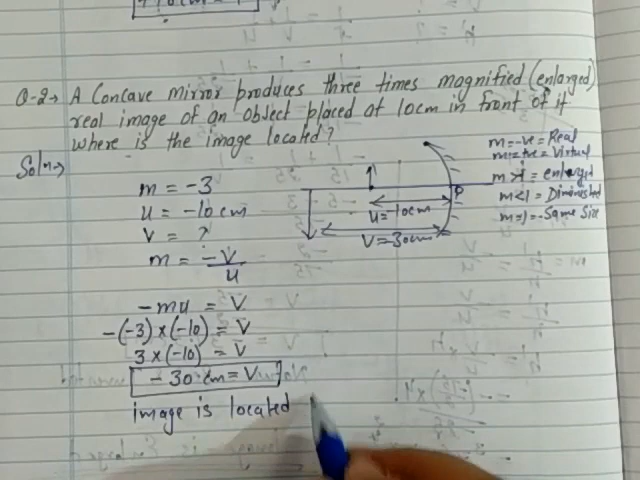 Q-2→ A Concave mirror produces three times magnified (enlarged)
real image of an object placed at 10cm in front of it
where is the image located?
Soln→
m = -3
u = -10 cm
v = ?
m = -v/u
-mu = v
-(-3) × (-10) = v
3 × (-10) = v
-30 cm = v
image is located
m = -ve = Real
m = +ve = Virtual
m>1 = enlarged
m<1 = Diminished
m=1 = Same Size
P
u = -10cm
v = -30cm